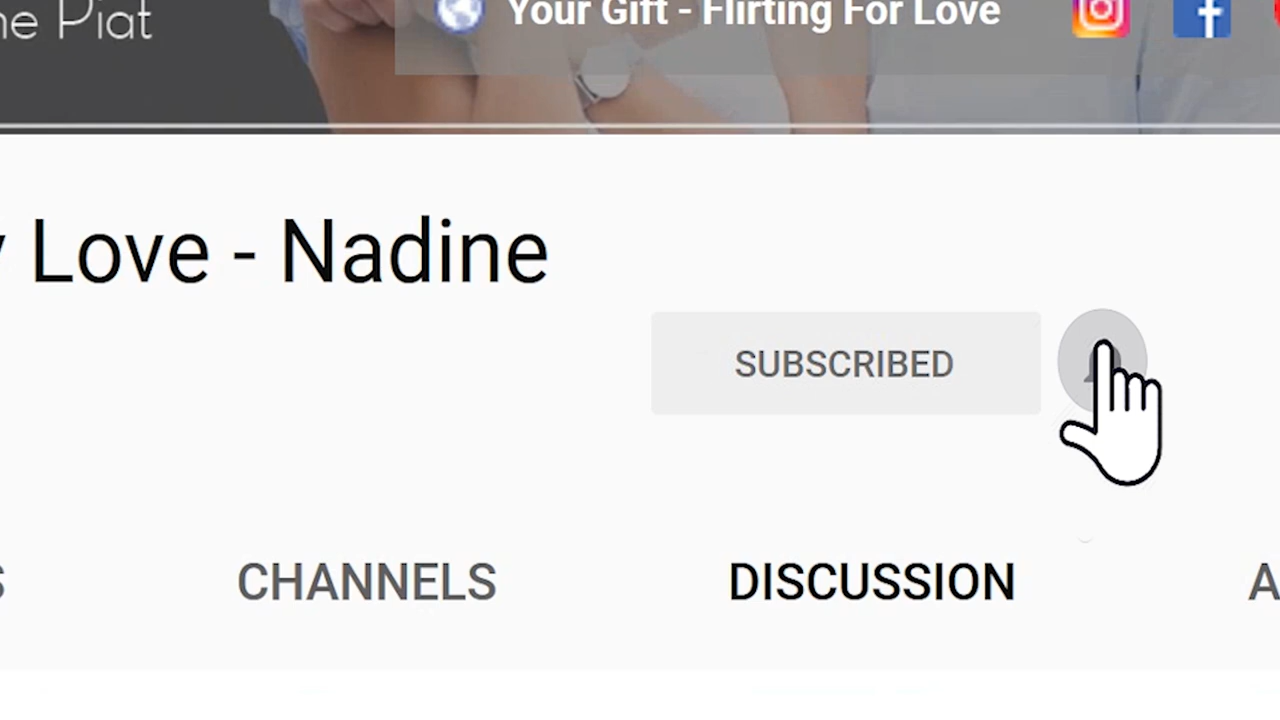 ne Piat
Your Gift - Flirting For Love
y Love - Nadine
SUBSCRIBED
S
CHANNELS
DISCUSSION
A